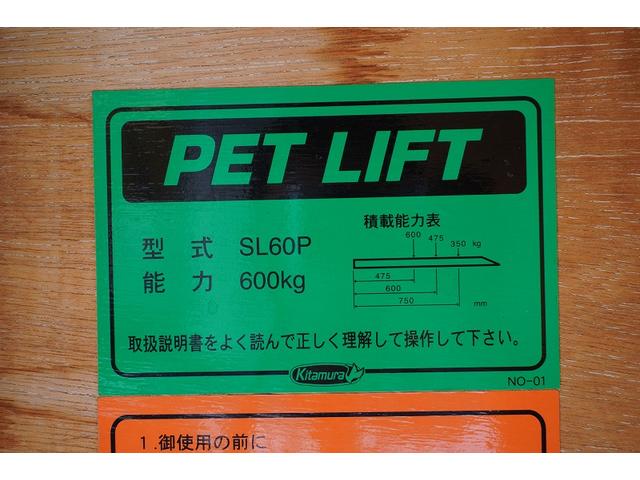 PET LIFT
型式 SL60P
能力 600kg
積載能力表
600 475 350 kg
475
600
750 mm
取扱説明書をよく読んで正しく理解して操作して下さい。
Kitamura
NO-01
1.御使用の前に